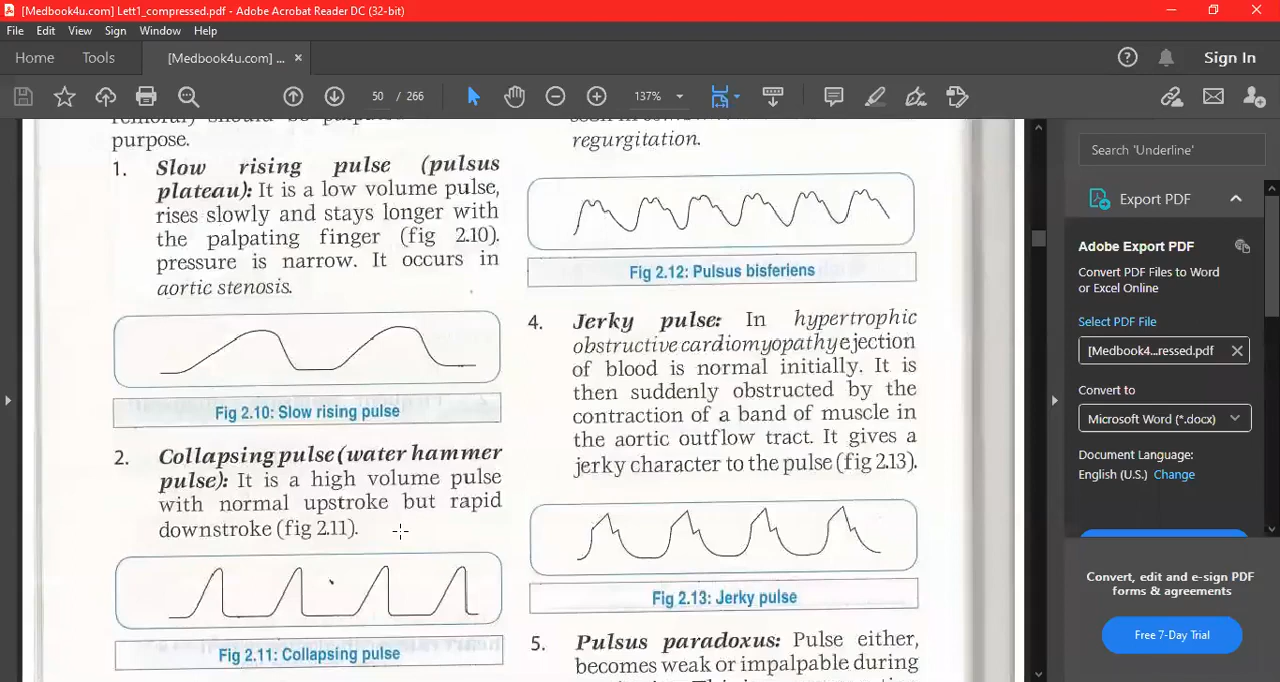 [Medbook4u.com] Lett1_compressed.pdf - Adobe Acrobat Reader DC (32-bit)
File Edit View Sign Window Help
Home Tools [Medbook4u.com] ... × Sign In
50 / 266 137%
purpose.
1. Slow rising pulse (pulsus
plateau): It is a low volume pulse,
rises slowly and stays longer with
the palpating finger (fig 2.10).
pressure is narrow. It occurs in
aortic stenosis.
Fig 2.10: Slow rising pulse
2. Collapsing pulse (water hammer
pulse): It is a high volume pulse
with normal upstroke but rapid
downstroke (fig 2.11).
Fig 2.11: Collapsing pulse
regurgitation.
Fig 2.12: Pulsus bisferiens
4. Jerky pulse: In hypertrophic
obstructive cardiomyopathy ejection
of blood is normal initially. It is
then suddenly obstructed by the
contraction of a band of muscle in
the aortic outflow tract. It gives a
jerky character to the pulse (fig 2.13).
Fig 2.13: Jerky pulse
5. Pulsus paradoxus: Pulse either,
becomes weak or impalpable during
Search 'Underline'
Export PDF
Adobe Export PDF
Convert PDF Files to Word
or Excel Online
Select PDF File
[Medbook4...ressed.pdf
Convert to
Microsoft Word (*.docx)
Document Language:
English (U.S.) Change
Convert, edit and e-sign PDF
forms & agreements
Free 7-Day Trial